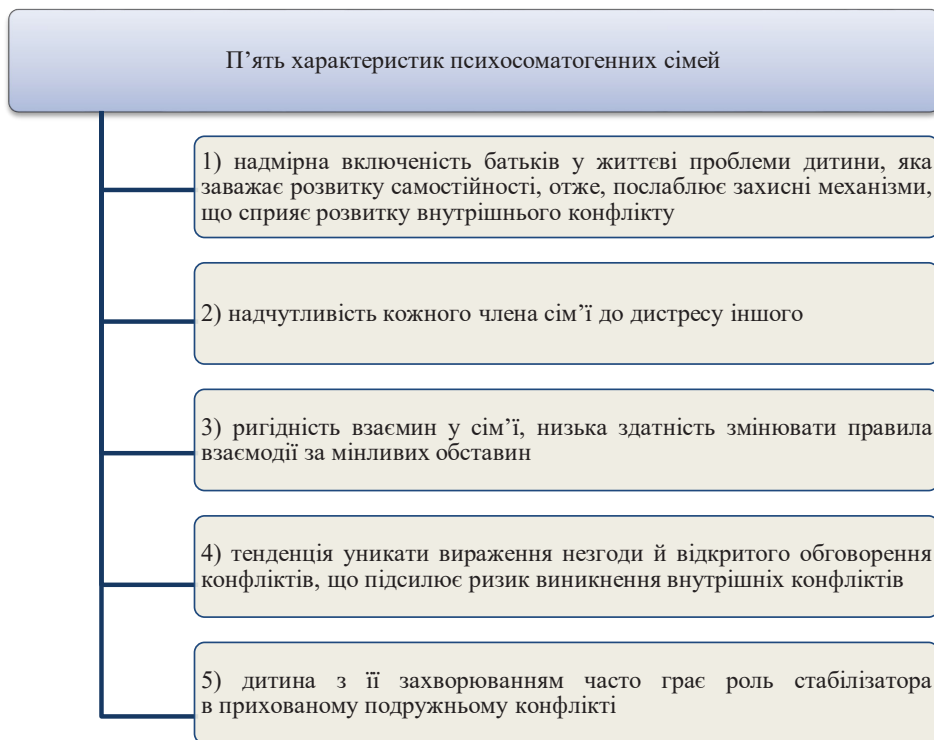 П’ять характеристик психосоматогенних сімей
1) надмірна включеність батьків у життєві проблеми дитини, яка
заважає розвитку самостійності, отже, послаблює захисні механізми,
що сприяє розвитку внутрішнього конфлікту
2) надчутливість кожного члена сім’ї до дистресу іншого
3) ригідність взаємин у сім’ї, низька здатність змінювати правила
взаємодії за мінливих обставин
4) тенденція уникати вираження незгоди й відкритого обговорення
конфліктів, що підсилює ризик виникнення внутрішніх конфліктів
5) дитина з її захворюванням часто грає роль стабілізатора
в прихованому подружньому конфлікті